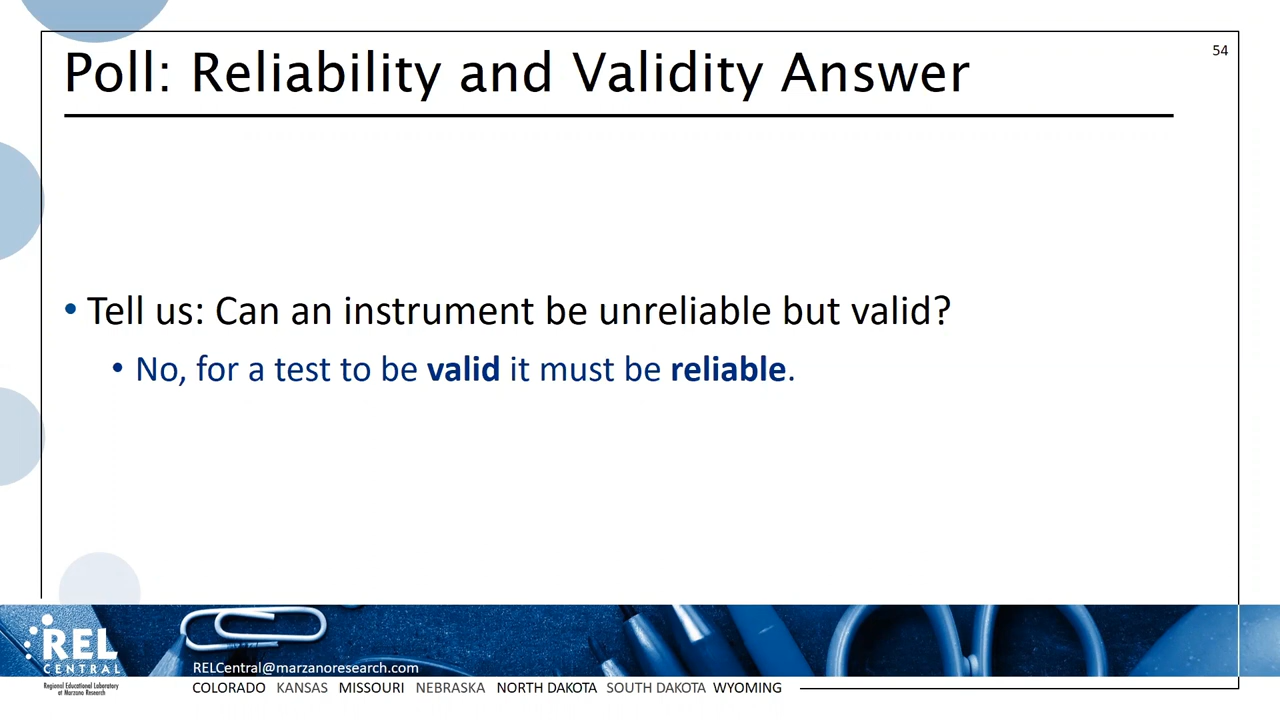 54
Poll: Reliability and Validity Answer
• Tell us: Can an instrument be unreliable but valid?
• No, for a test to be valid it must be reliable.
REL
CENTRAL
Regional Educational Laboratory
at Marzano Research
RELCentral@marzanoresearch.com
COLORADO KANSAS MISSOURI NEBRASKA NORTH DAKOTA SOUTH DAKOTA WYOMING